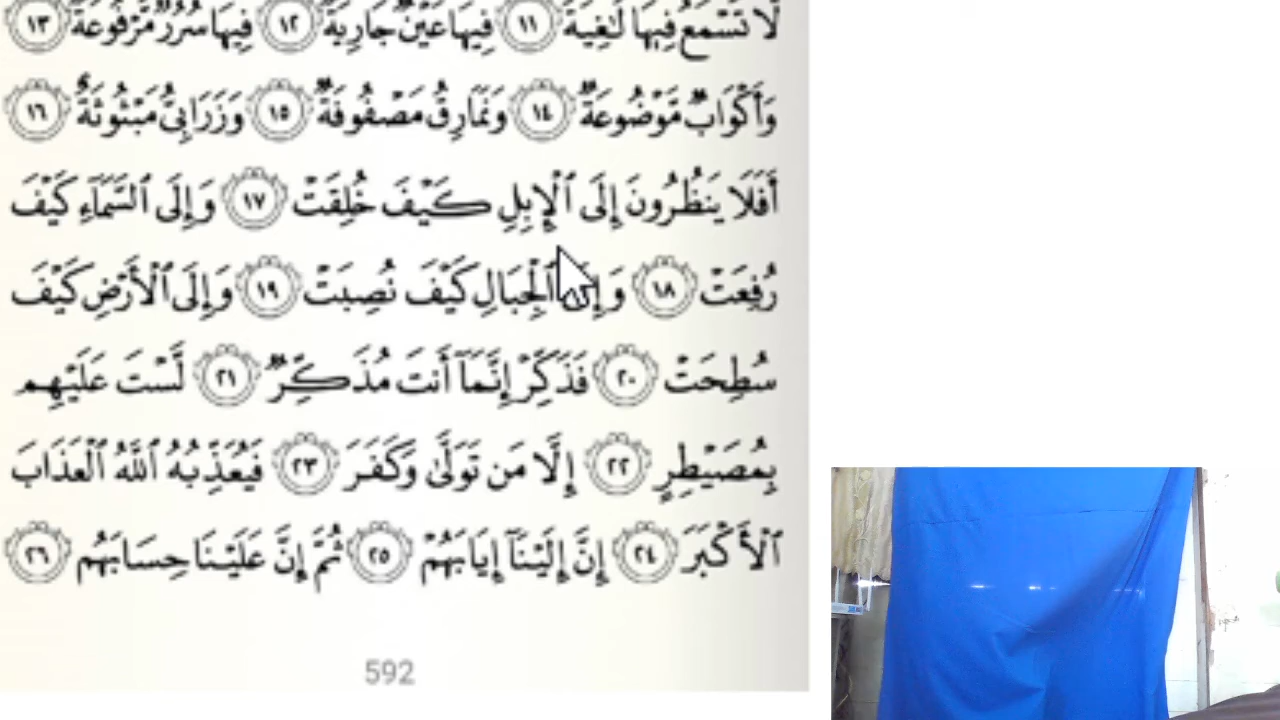 لَّا تَسْمَعُ فِيهَا لَٰغِيَةً ١١ فِيهَا عَيْنٌ جَارِيَةٌ ١٢ فِيهَا سُرُرٌ مَّرْفُوعَةٌ ١٣
وَأَكْوَابٌ مَّوْضُوعَةٌ ١٤ وَنَمَارِقُ مَصْفُوفَةٌ ١٥ وَزَرَابِىُّ مَبْثُوثَةٌ ١٦
أَفَلَا يَنظُرُونَ إِلَى ٱلْإِبِلِ كَيْفَ خُلِقَتْ ١٧ وَإِلَى ٱلسَّمَآءِ كَيْفَ
رُفِعَتْ ١٨ وَإِلَى ٱلْجِبَالِ كَيْفَ نُصِبَتْ ١٩ وَإِلَى ٱلْأَرْضِ كَيْفَ
سُطِحَتْ ٢٠ فَذَكِّرْ إِنَّمَآ أَنتَ مُذَكِّرٌ ٢١ لَّسْتَ عَلَيْهِم
بِمُصَيْطِرٍ ٢٢ إِلَّا مَن تَوَلَّىٰ وَكَفَرَ ٢٣ فَيُعَذِّبُهُ ٱللَّهُ ٱلْعَذَابَ
ٱلْأَكْبَرَ ٢٤ إِنَّ إِلَيْنَآ إِيَابَهُمْ ٢٥ ثُمَّ إِنَّ عَلَيْنَا حِسَابَهُم ٢٦
592